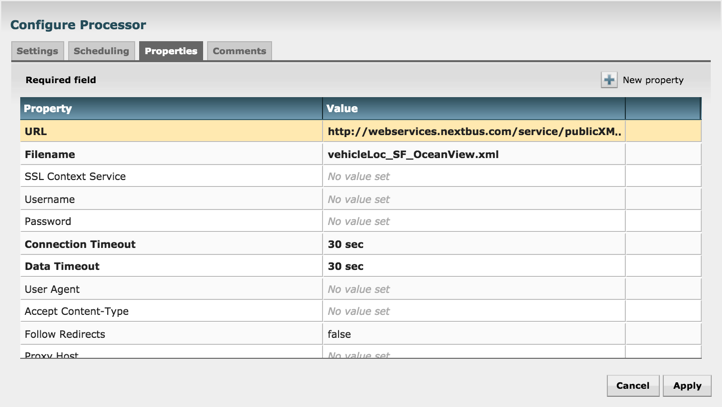 Configure Processor
Settings Scheduling Properties Comments
Required field New property
Property Value
URL http://webservices.nextbus.com/service/publicXM..
Filename vehicleLoc_SF_OceanView.xml
SSL Context Service No value set
Username No value set
Password No value set
Connection Timeout 30 sec
Data Timeout 30 sec
User Agent No value set
Accept Content-Type No value set
Follow Redirects false
Proxy Host No value set
Cancel Apply